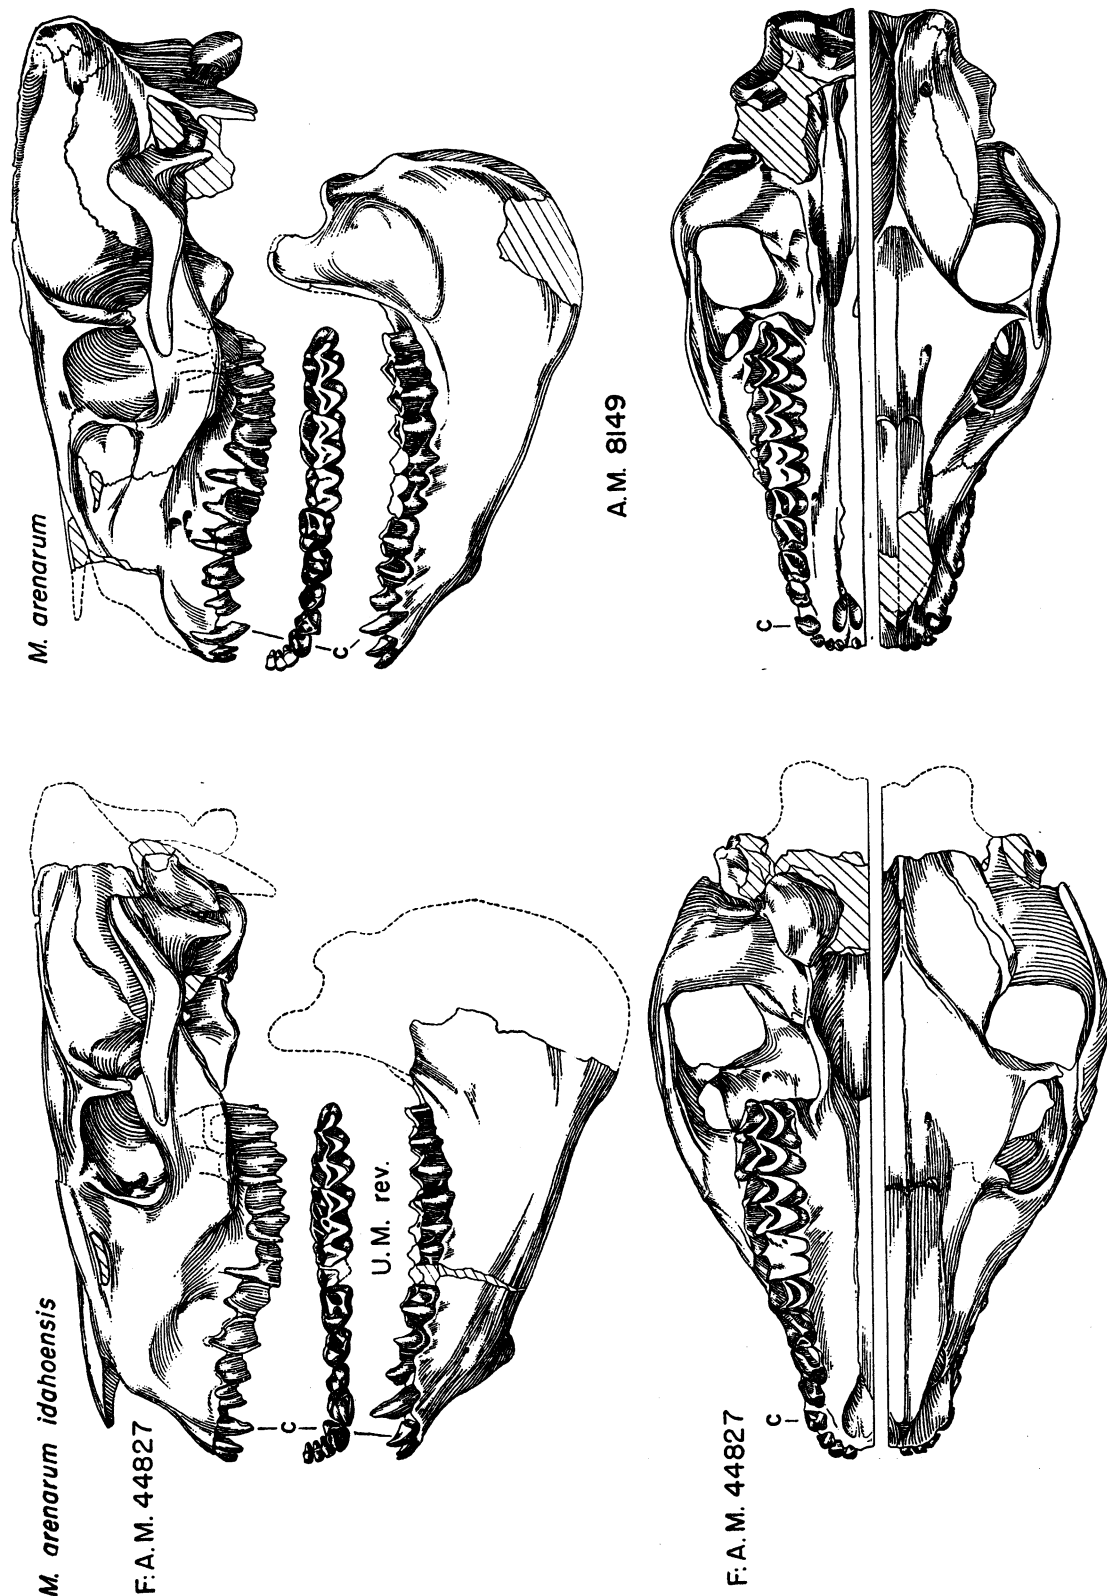 M. arenarum idahoensis
F:A.M. 44827
C
U.M. rev.
F:A.M. 44827
C
M. arenarum
C
A.M. 8149
C